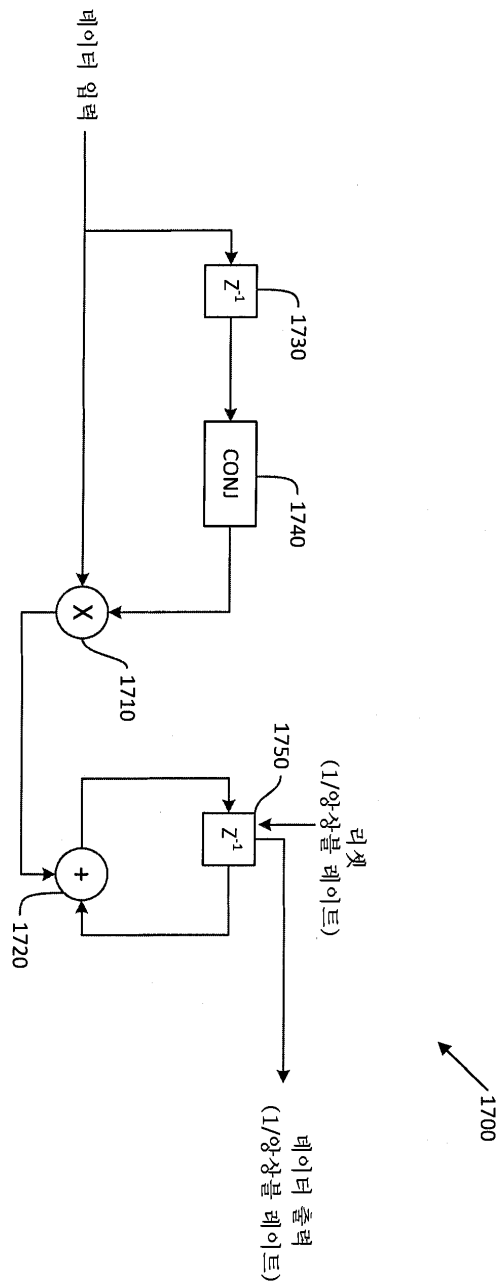 1700
데이터 입력
Z-1
1730
CONJ
1740
X
1710
리셋
(1/앙상블 레이트)
1750
Z-1
+
1720
데이터 출력
(1/앙상블 레이트)